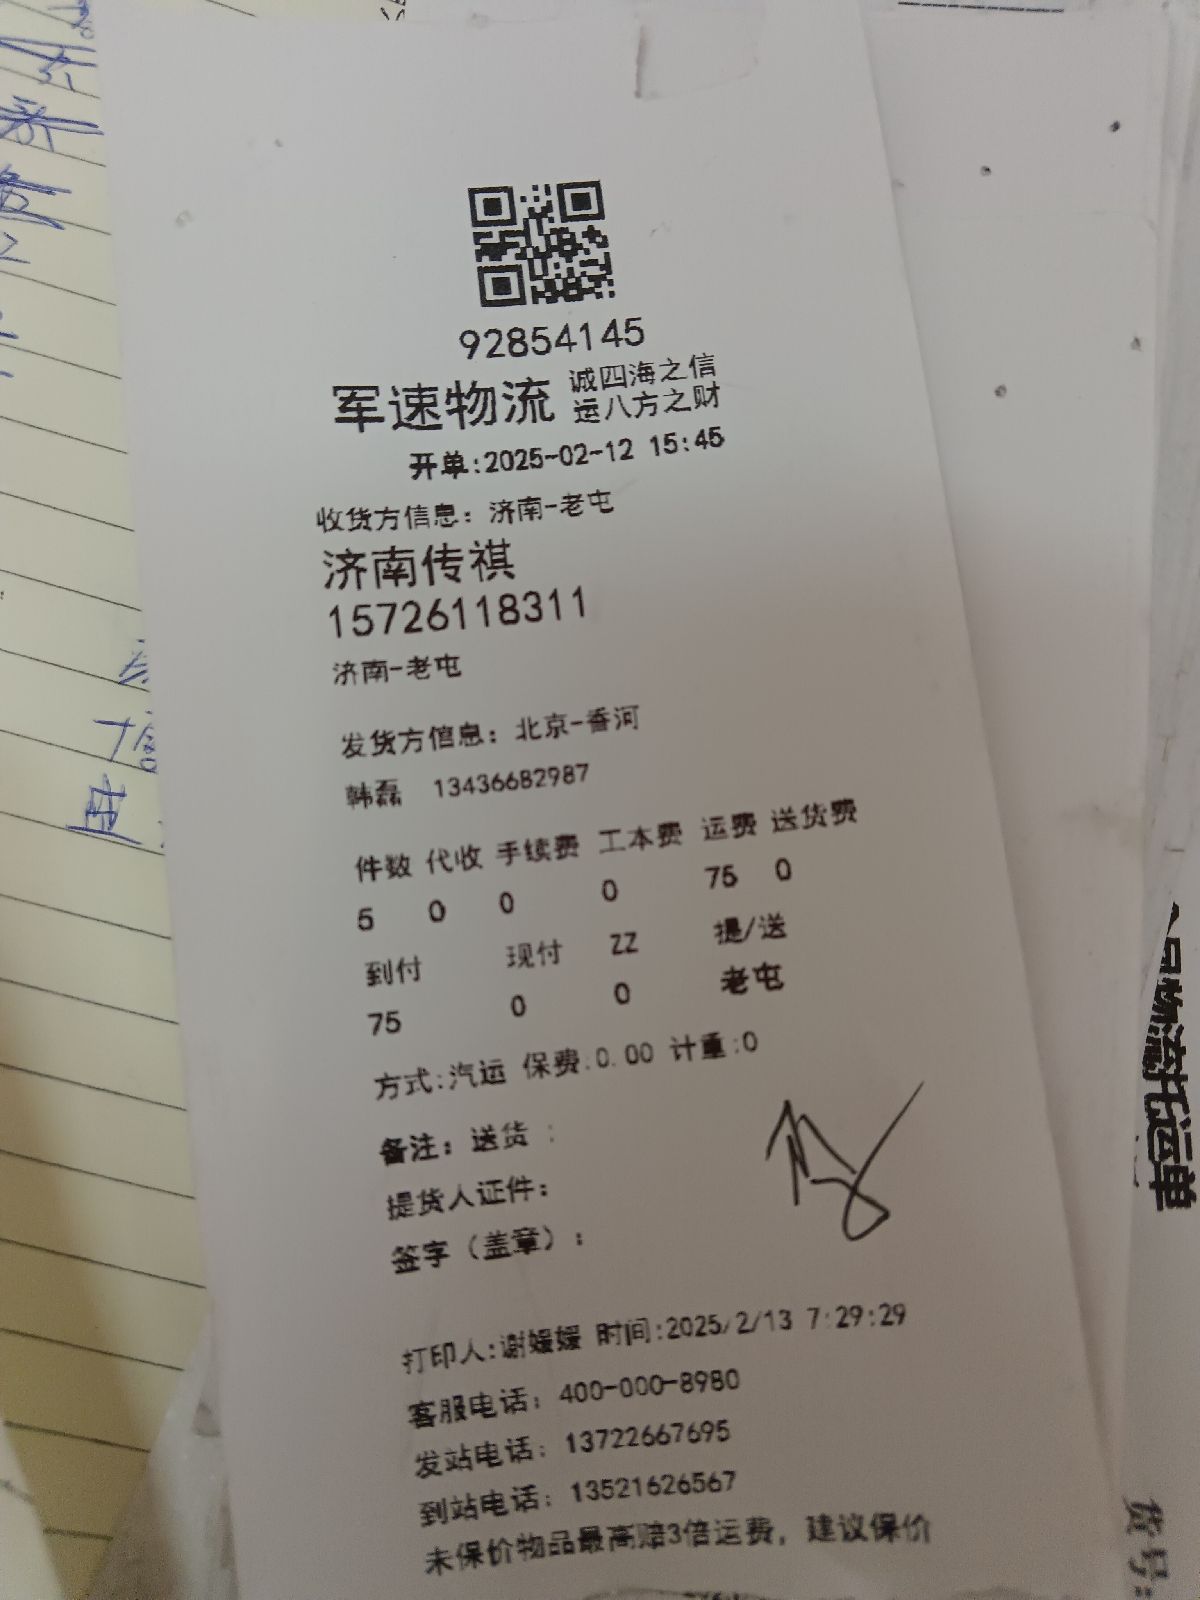 92854145
军速物流 诚四海之信
运八方之财
开单:2025-02-12 15:45
收货方信息：济南-老屯
济南传祺
15726118311
济南-老屯
发货方信息：北京-香河
韩磊 13436682987
件数 代收 手续费 工本费 运费 送货费
5 0 0 0 75 0
到付 现付 ZZ 提/送
75 0 0 老屯
方式:汽运 保费:0.00 计重:0
备注：送货：
提货人证件：
签字（盖章）：
打印人:谢媛媛 时间:2025/2/13 7:29:29
客服电话：400-000-8980
发站电话：13722667695
到站电话：13521626567
未保价物品最高赔3倍运费，建议保价
物流托运单
货号: